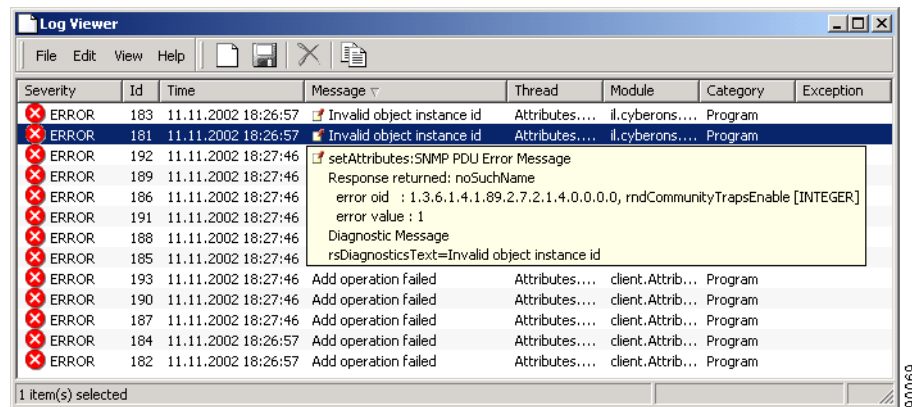 Log Viewer
File Edit View Help
Severity Id Time Message Thread Module Category Exception
ERROR 183 11.11.2002 18:26:57 Invalid object instance id Attributes.... il.cyberons.... Program
ERROR 181 11.11.2002 18:26:57 Invalid object instance id Attributes.... il.cyberons.... Program
ERROR 192 11.11.2002 18:27:46
ERROR 189 11.11.2002 18:27:46
ERROR 186 11.11.2002 18:27:46
ERROR 191 11.11.2002 18:27:46
ERROR 188 11.11.2002 18:27:46
ERROR 185 11.11.2002 18:27:46
setAttributes:SNMP PDU Error Message
Response returned: noSuchName
error oid : 1.3.6.1.4.1.89.2.7.2.1.4.0.0.0.0, rndCommunityTrapsEnable [INTEGER]
error value : 1
Diagnostic Message
rsDiagnosticsText=Invalid object instance id
ERROR 193 11.11.2002 18:27:46 Add operation failed Attributes.... client.Attrib... Program
ERROR 190 11.11.2002 18:27:46 Add operation failed Attributes.... client.Attrib... Program
ERROR 187 11.11.2002 18:27:46 Add operation failed Attributes.... client.Attrib... Program
ERROR 184 11.11.2002 18:26:57 Add operation failed Attributes.... client.Attrib... Program
ERROR 182 11.11.2002 18:26:57 Add operation failed Attributes.... client.Attrib... Program
1 item(s) selected
90069